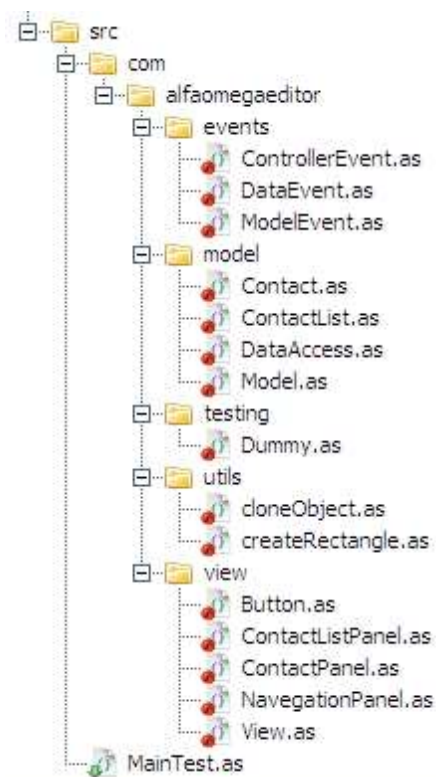 src
com
alfaomegaeditor
events
ControllerEvent.as
DataEvent.as
ModelEvent.as
model
Contact.as
ContactList.as
DataAccess.as
Model.as
testing
Dummy.as
utils
cloneObject.as
createRectangle.as
view
Button.as
ContactListPanel.as
ContactPanel.as
NavegationPanel.as
View.as
MainTest.as